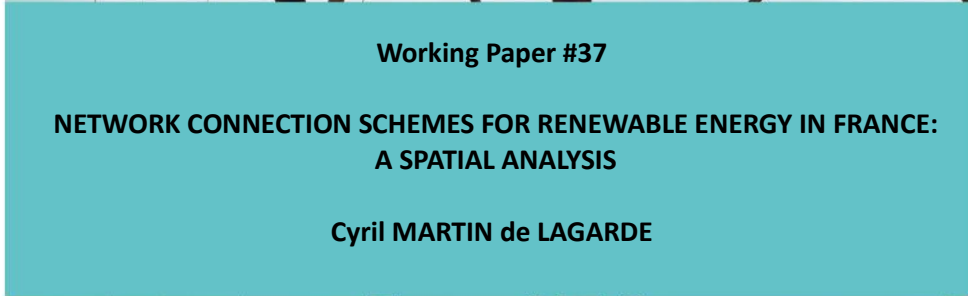 Working Paper #37
NETWORK CONNECTION SCHEMES FOR RENEWABLE ENERGY IN FRANCE:
A SPATIAL ANALYSIS
Cyril MARTIN de LAGARDE